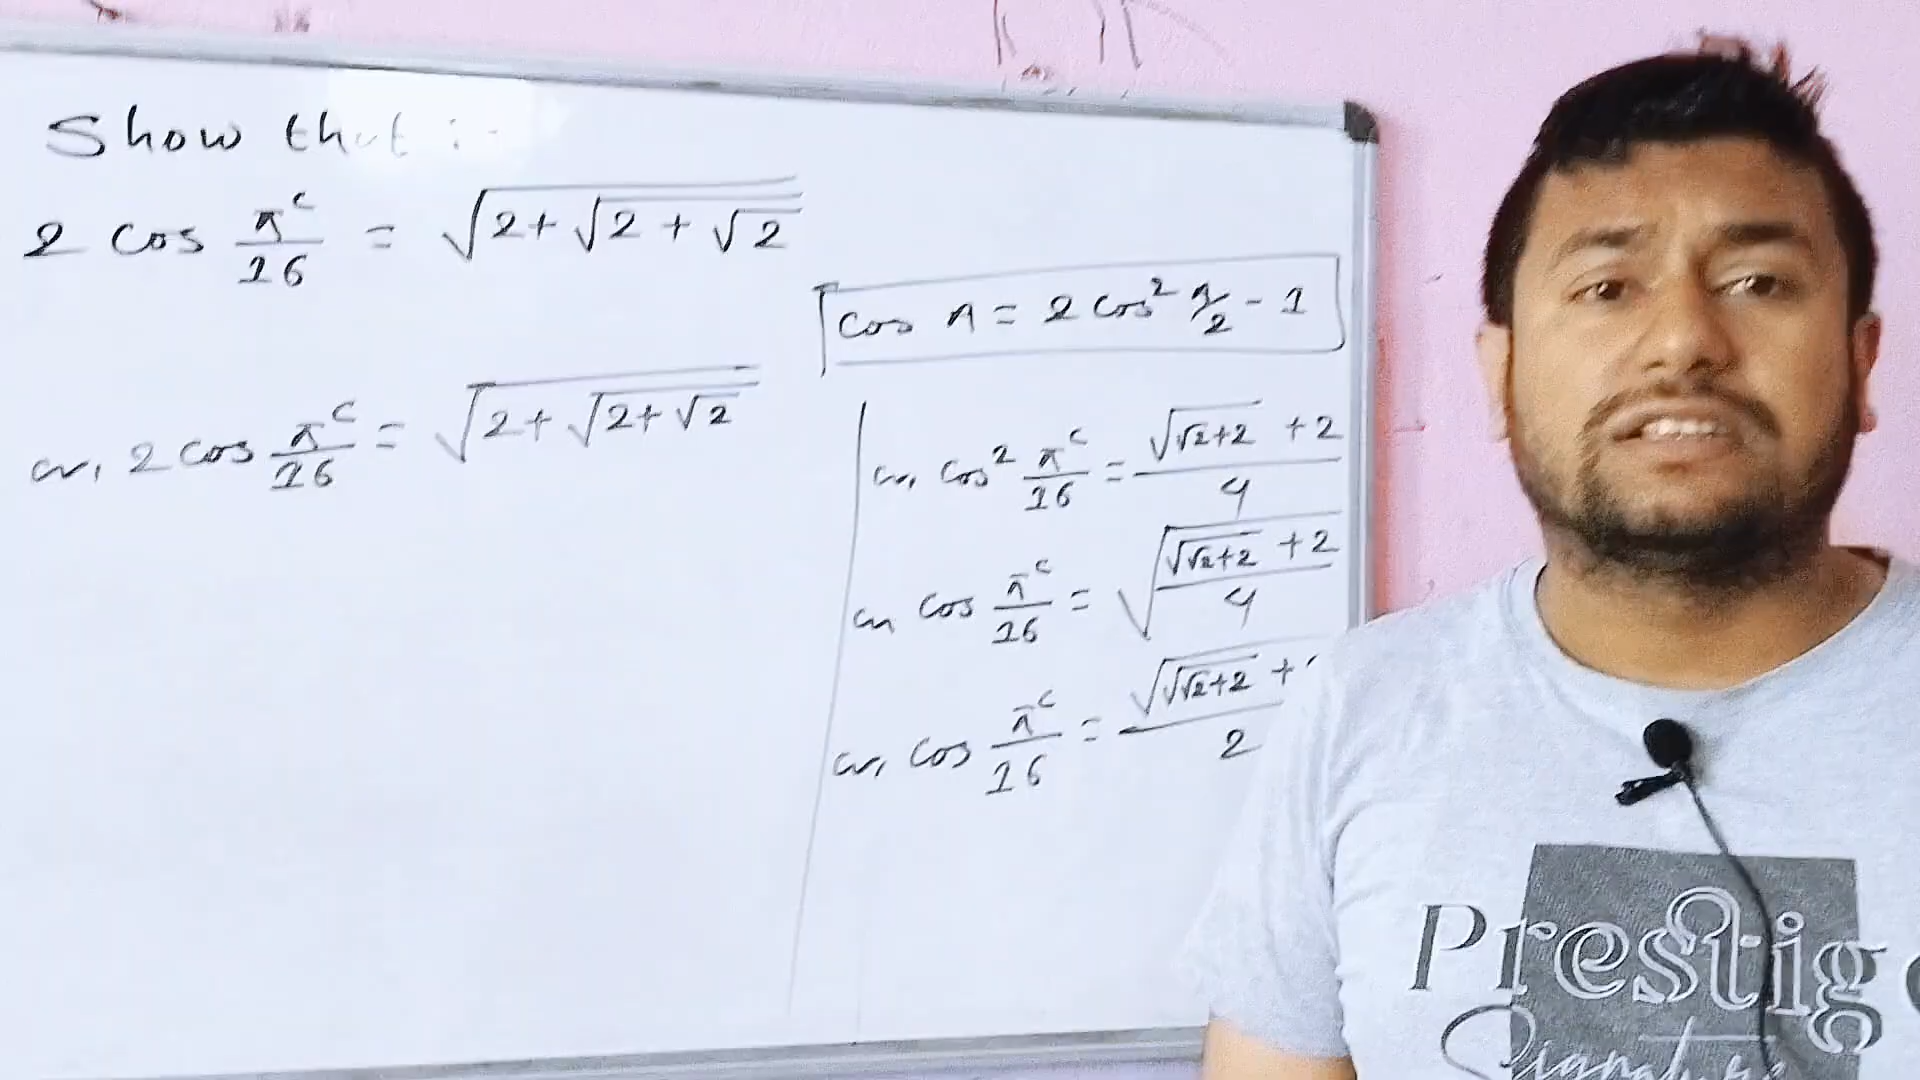 Show that :-
2 cos π^c/16 = √(2+√(2+√2))
cos A = 2 cos² A/2 - 1
or, 2 cos π^c/16 = √(2+√(2+√2))
or, cos² π^c/16 = (√(√2+2) +2)/4
or cos π^c/16 = √((√(√2+2) +2)/4)
or, cos π^c/16 = √(√(√2+2) +/2
Prestig
Signature